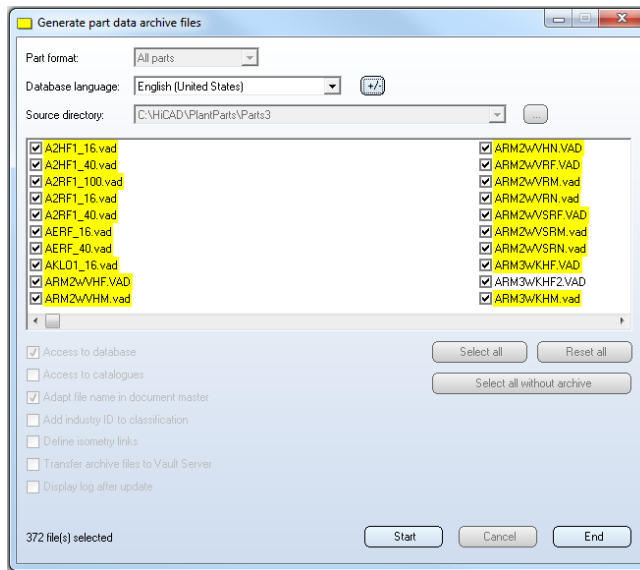 Generate part data archive files
Part format:
All parts
Database language:
English (United States)
+/-
Source directory:
C:\HiCAD\PlantParts\Parts3
...
A2HF1_16.vad
A2HF1_40.vad
A2RF1_100.vad
A2RF1_16.vad
A2RF1_40.vad
AERF_16.vad
AERF_40.vad
AKLO1_16.vad
ARM2WVHF.VAD
ARM2WVHM.vad
ARM2WVHN.VAD
ARM2WVRF.VAD
ARM2WVRM.vad
ARM2WVRN.vad
ARM2WVSRF.VAD
ARM2WVSRM.vad
ARM2WVSRN.vad
ARM3WKHF.VAD
ARM3WKHF2.VAD
ARM3WKHM.vad
Access to database
Access to catalogues
Adapt file name in document master
Add industry ID to classification
Define isometry links
Transfer archive files to Vault Server
Display log after update
Select all
Reset all
Select all without archive
372 file(s) selected
Start
Cancel
End